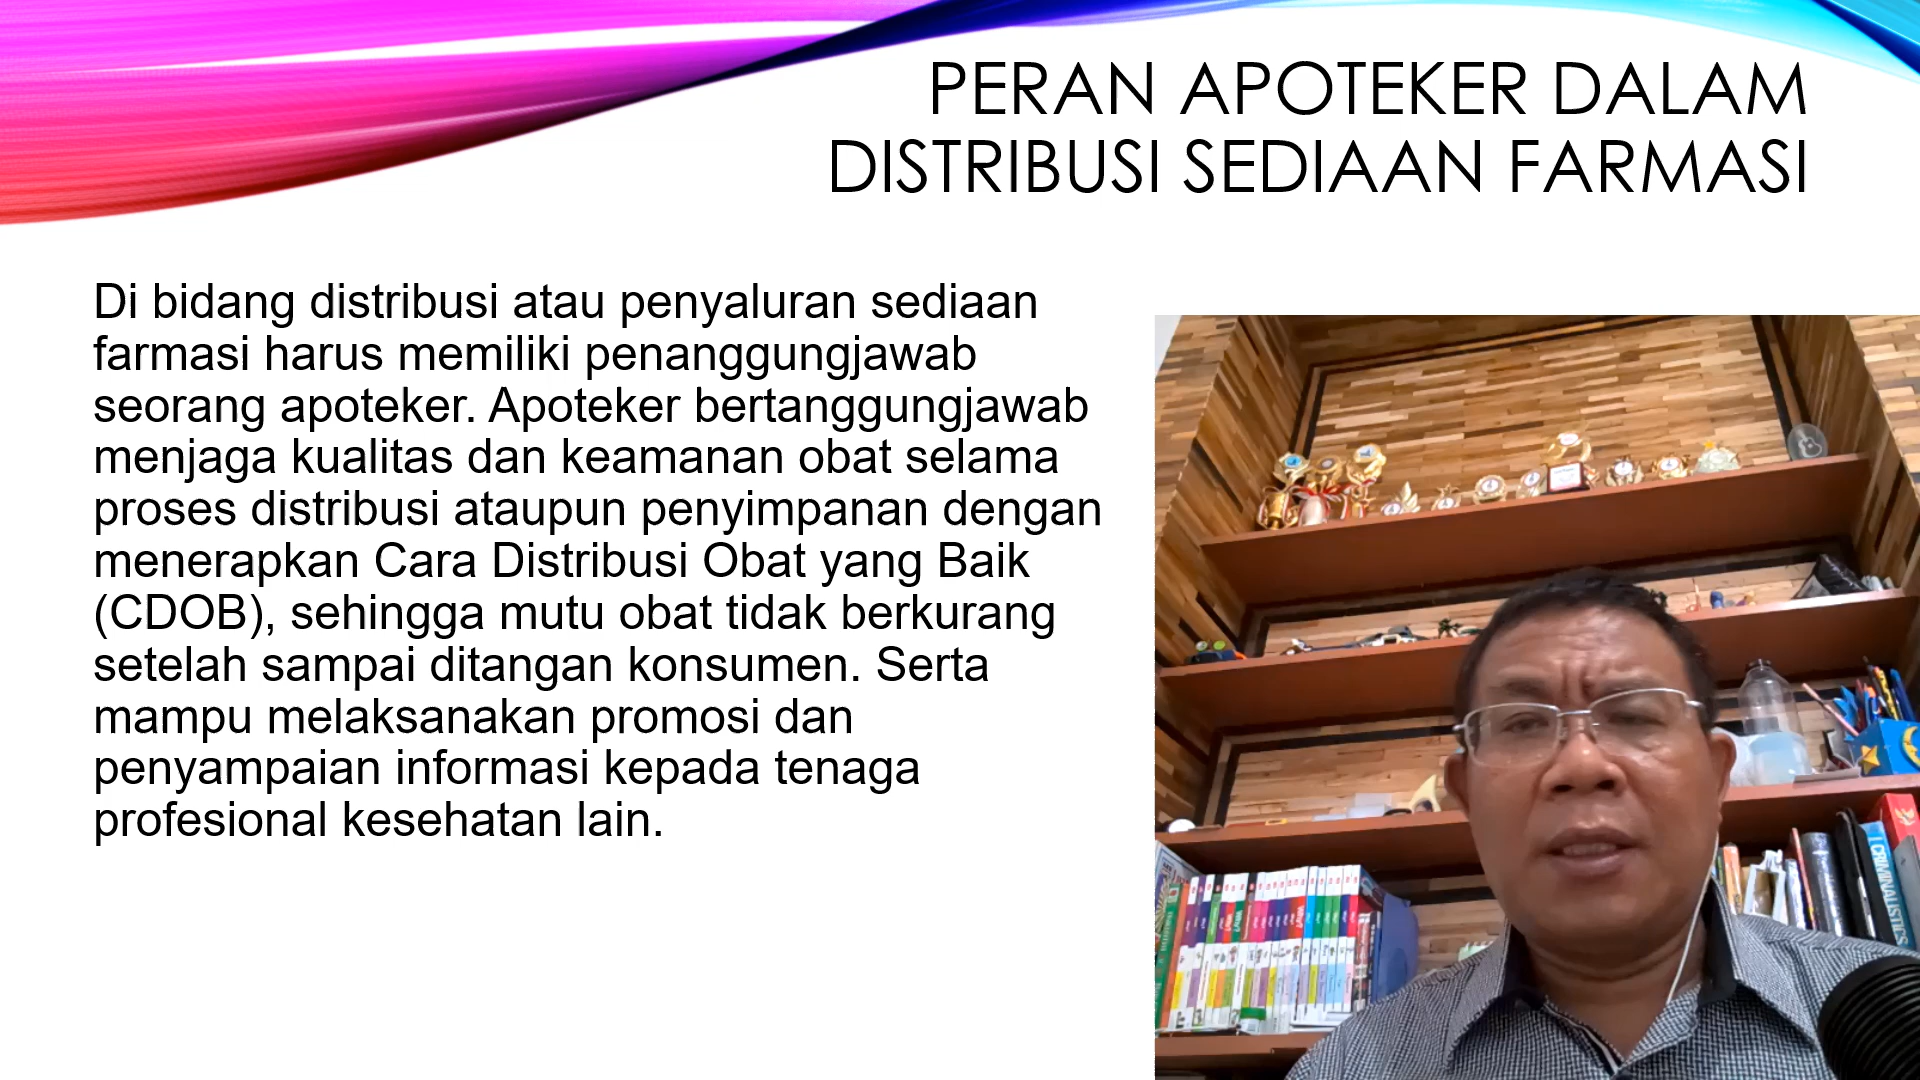 PERAN APOTEKER DALAM
DISTRIBUSI SEDIAAN FARMASI
Di bidang distribusi atau penyaluran sediaan
farmasi harus memiliki penanggungjawab
seorang apoteker. Apoteker bertanggungjawab
menjaga kualitas dan keamanan obat selama
proses distribusi ataupun penyimpanan dengan
menerapkan Cara Distribusi Obat yang Baik
(CDOB), sehingga mutu obat tidak berkurang
setelah sampai ditangan konsumen. Serta
mampu melaksanakan promosi dan
penyampaian informasi kepada tenaga
profesional kesehatan lain.
CRIMINALISTICS